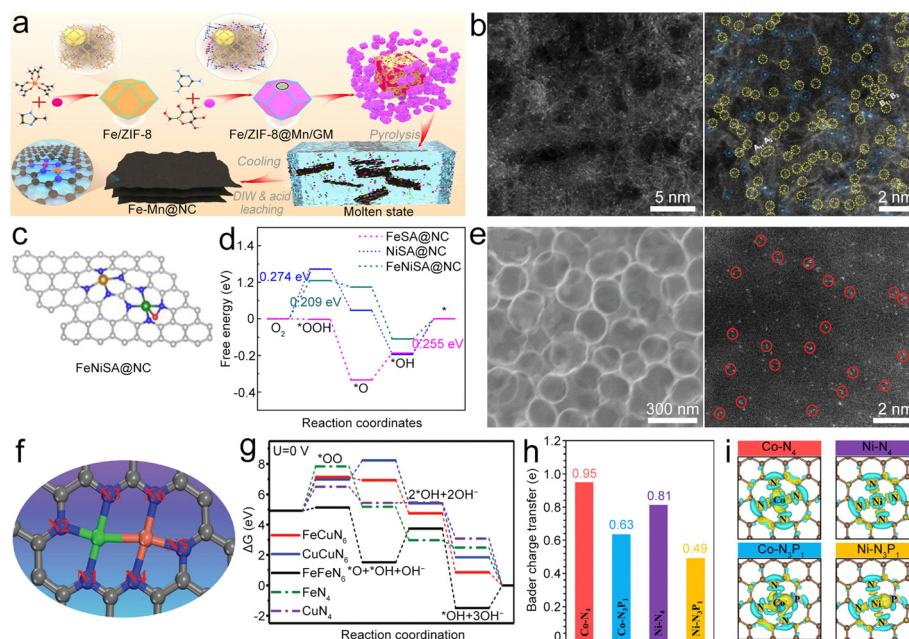 a
Fe/ZIF-8
Fe/ZIF-8@Mn/GM
Pyrolysis
Cooling
DIW & acid
leaching
Fe-Mn@NC
Molten state
b
5 nm
2 nm
c
FeNiSA@NC
d
FeSA@NC
NiSA@NC
FeNiSA@NC
Free energy (eV)
1.4
1.2
0.0
-0.2
-0.4
0.274 eV
0.209 eV
0.255 eV
O2
*OOH
*O
*OH
*
Reaction coordinates
e
300 nm
2 nm
f
N5
N6
N2
N3
N1
N4
g
U=0 V
*OO
2*OH+2OH⁻
*O+*OH+OH⁻
*OH+3OH⁻
FeCuN6
CuCuN6
FeFeN6
FeN4
CuN4
ΔG (eV)
8
6
4
2
0
-2
Reaction coordination
h
Bader charge transfer (e)
1.2
1.0
0.8
0.6
0.4
0.2
0
0.95
0.63
0.81
0.49
Co-N4
Co-N3P1
Ni-N4
Ni-N3P1
i
Co-N4
Ni-N4
N
N
Co
N
N
N
N
Ni
N
N
Co-N3P1
Ni-N3P1
N
P
Co
N
N
N
P
Ni
N
N